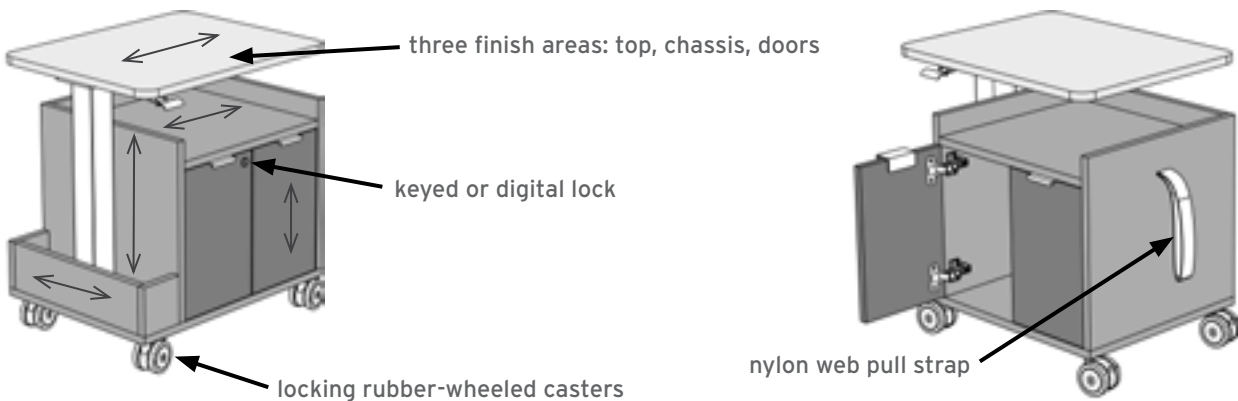 three finish areas: top, chassis, doors
keyed or digital lock
nylon web pull strap
locking rubber-wheeled casters